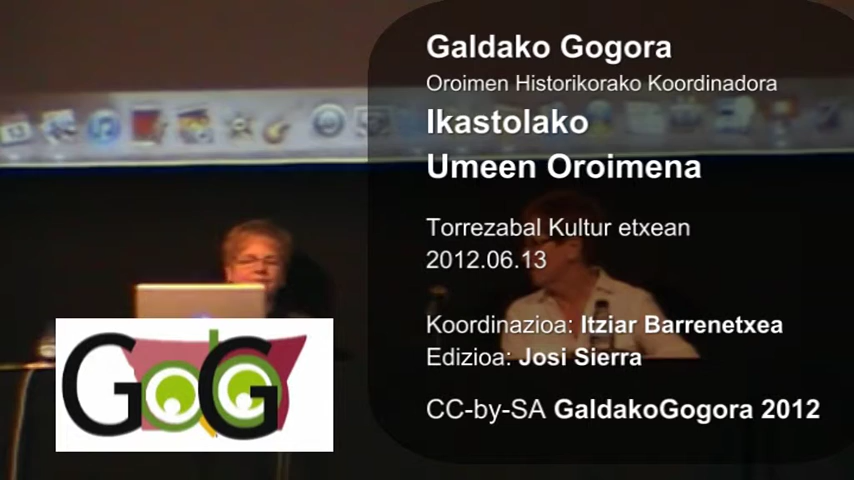 Galdako Gogora
Oroimen Historikorako Koordinadora
Ikastolako
Umeen Oroimena
Torrezabal Kultur etxean
2012.06.13
Koordinazioa: Itziar Barrenetxea
Edizioa: Josi Sierra
CC-by-SA GaldakoGogora 2012
GoG